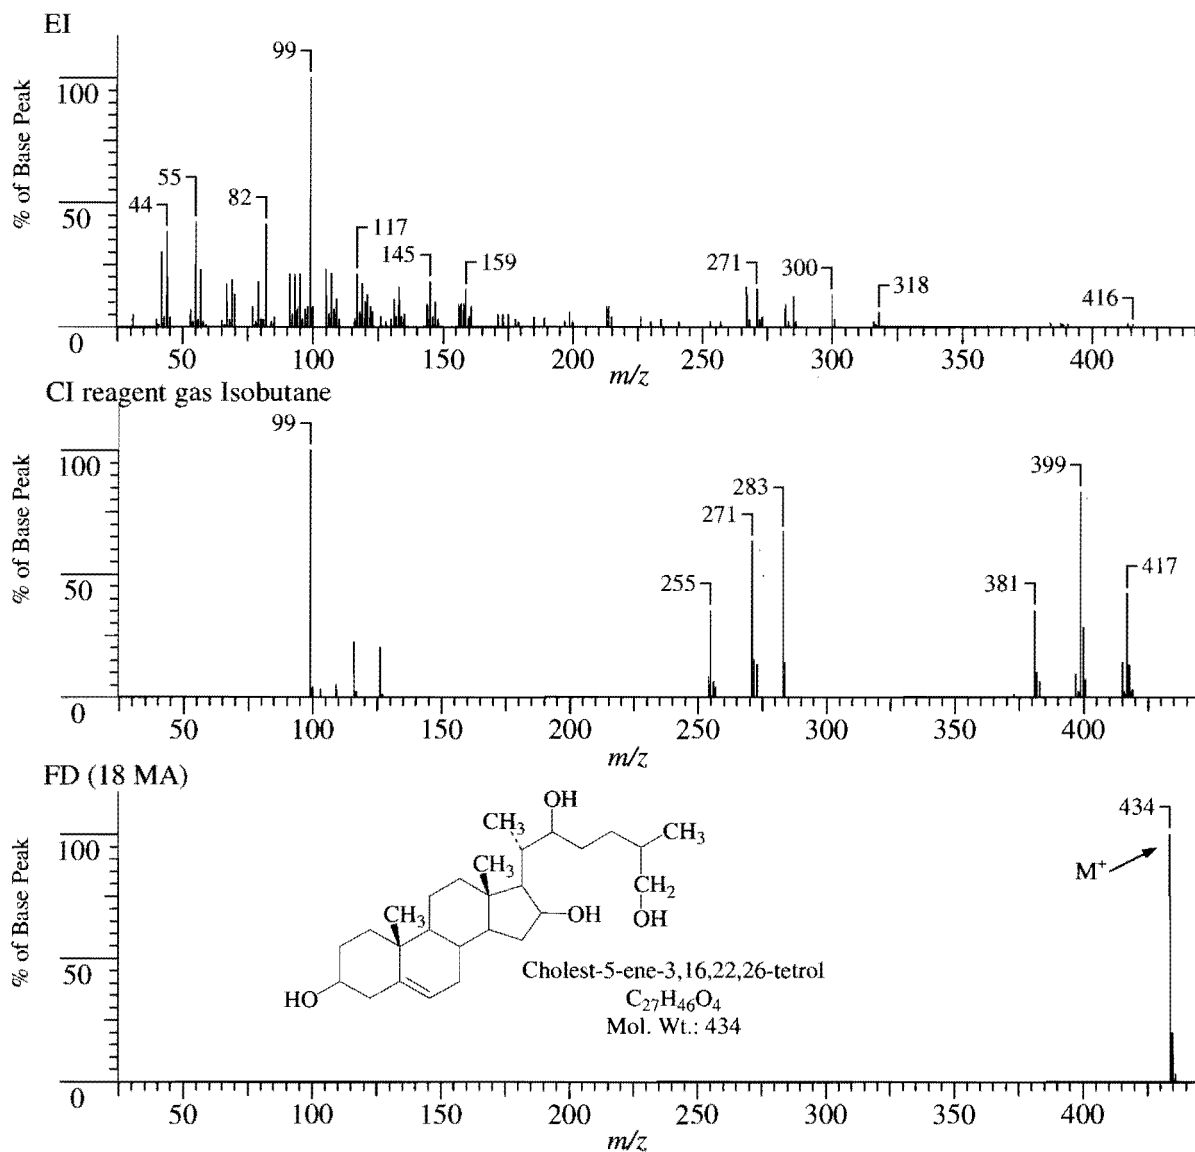 EI
% of Base Peak
100
50
0
44
55
82
99
117
145
159
271
300
318
416
50
100
150
200
250
300
350
400
m/z
CI reagent gas Isobutane
% of Base Peak
100
50
0
99
255
271
283
381
399
417
50
100
150
200
250
300
350
400
m/z
FD (18 MA)
% of Base Peak
100
50
0
434
M⁺
OH
CH₃
CH₃
CH₃
CH₂
CH₃
OH
OH
HO
Cholest-5-ene-3,16,22,26-tetrol
C₂₇H₄₆O₄
Mol. Wt.: 434
50
100
150
200
250
300
350
400
m/z